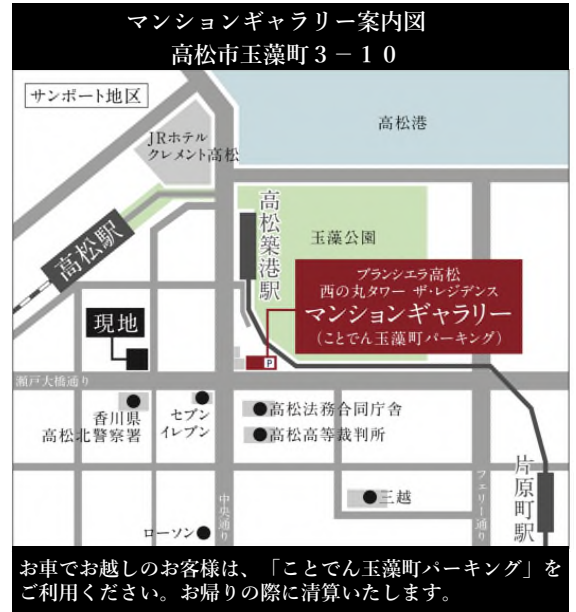 マンションギャラリー案内図
高松市玉藻町3－10
サンポート地区
高松港
JRホテル
クレメント高松
高松築港駅
玉藻公園
高松駅
ブランシエラ高松
西の丸タワー ザ・レジデンス
マンションギャラリー
（ことでん玉藻町パーキング）
現地
P
瀬戸大橋通り
香川県
高松北警察署
セブン
イレブン
高松法務合同庁舎
高松高等裁判所
三越
中央通り
フェリー通り
片原町駅
ローソン
お車でお越しのお客様は、「ことでん玉藻町パーキング」を
ご利用ください。お帰りの際に清算いたします。